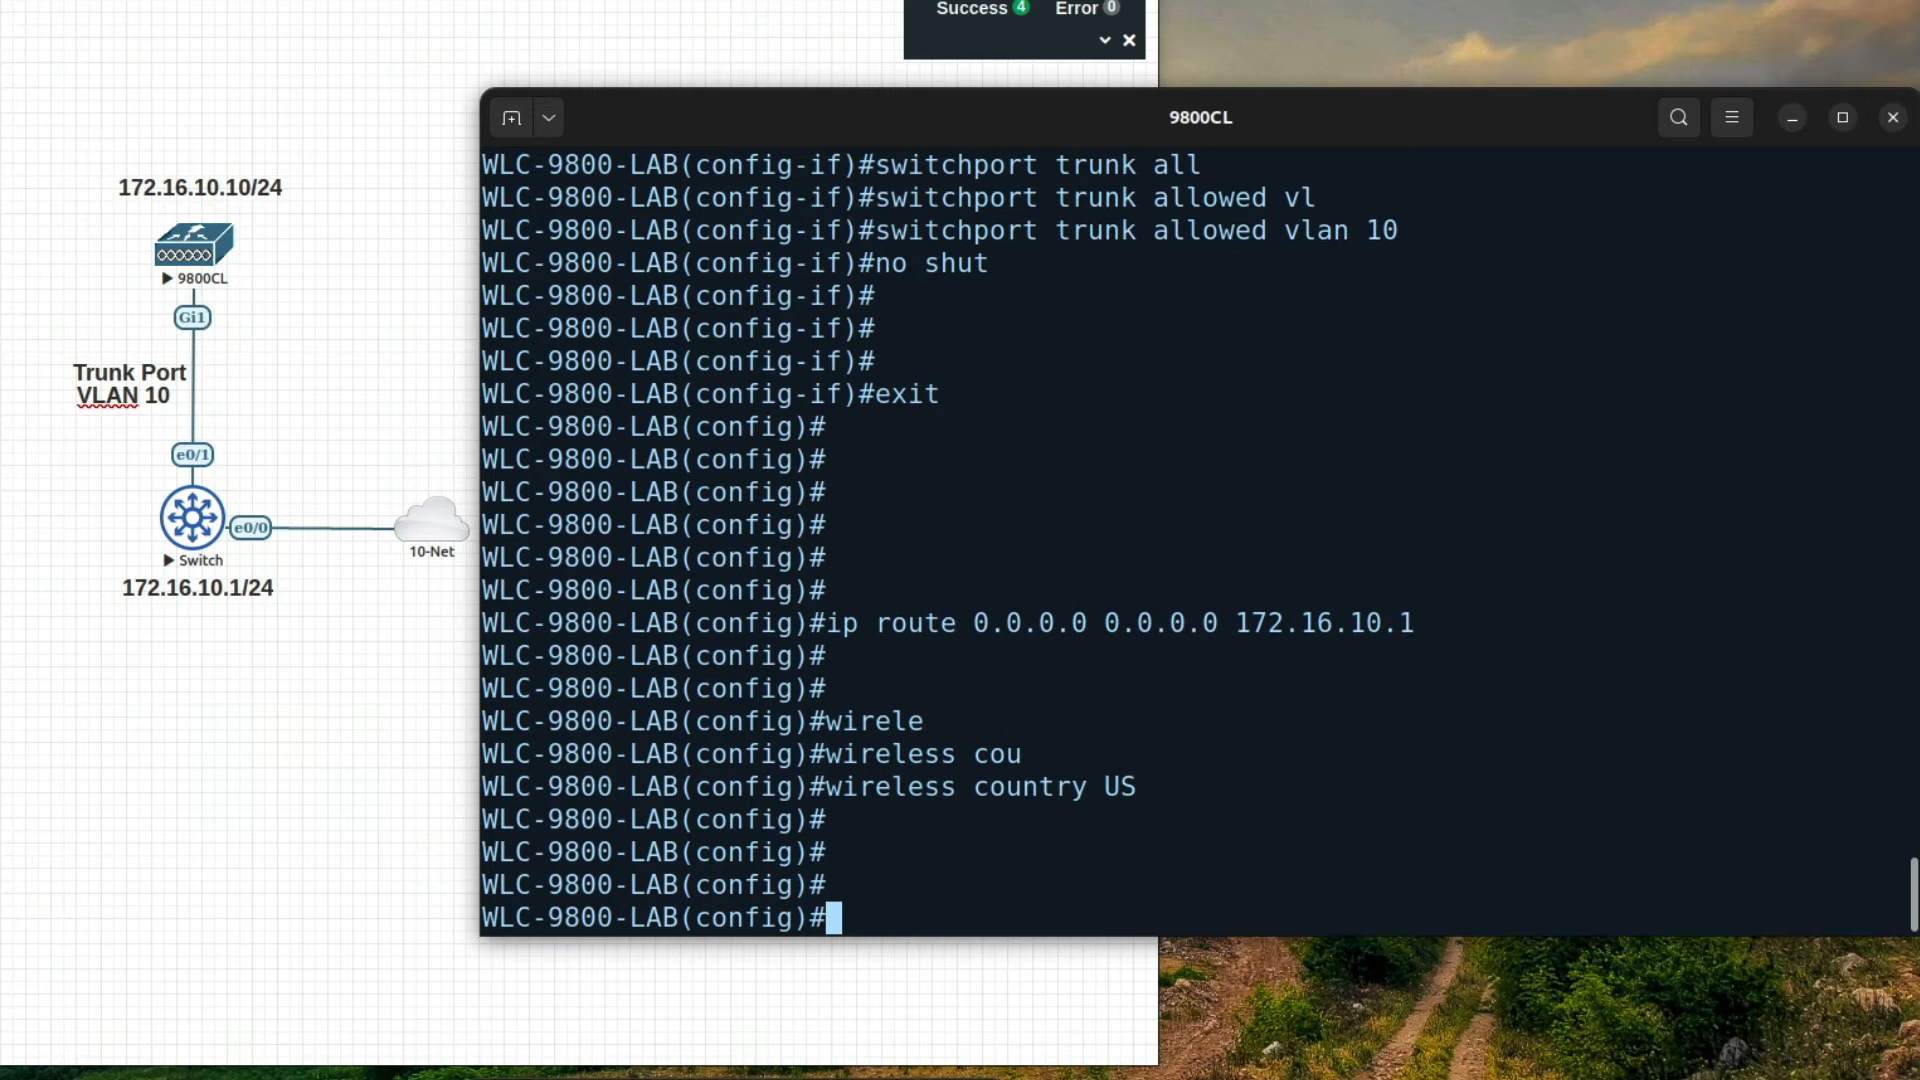 Success 4 Error 0
9800CL
172.16.10.10/24
9800CL
Gi1
Trunk Port
VLAN 10
e0/1
e0/0
10-Net
Switch
172.16.10.1/24
WLC-9800-LAB(config-if)#switchport trunk all
WLC-9800-LAB(config-if)#switchport trunk allowed vl
WLC-9800-LAB(config-if)#switchport trunk allowed vlan 10
WLC-9800-LAB(config-if)#no shut
WLC-9800-LAB(config-if)#
WLC-9800-LAB(config-if)#
WLC-9800-LAB(config-if)#
WLC-9800-LAB(config-if)#exit
WLC-9800-LAB(config)#
WLC-9800-LAB(config)#
WLC-9800-LAB(config)#
WLC-9800-LAB(config)#
WLC-9800-LAB(config)#
WLC-9800-LAB(config)#
WLC-9800-LAB(config)#ip route 0.0.0.0 0.0.0.0 172.16.10.1
WLC-9800-LAB(config)#
WLC-9800-LAB(config)#
WLC-9800-LAB(config)#wirele
WLC-9800-LAB(config)#wireless cou
WLC-9800-LAB(config)#wireless country US
WLC-9800-LAB(config)#
WLC-9800-LAB(config)#
WLC-9800-LAB(config)#
WLC-9800-LAB(config)#